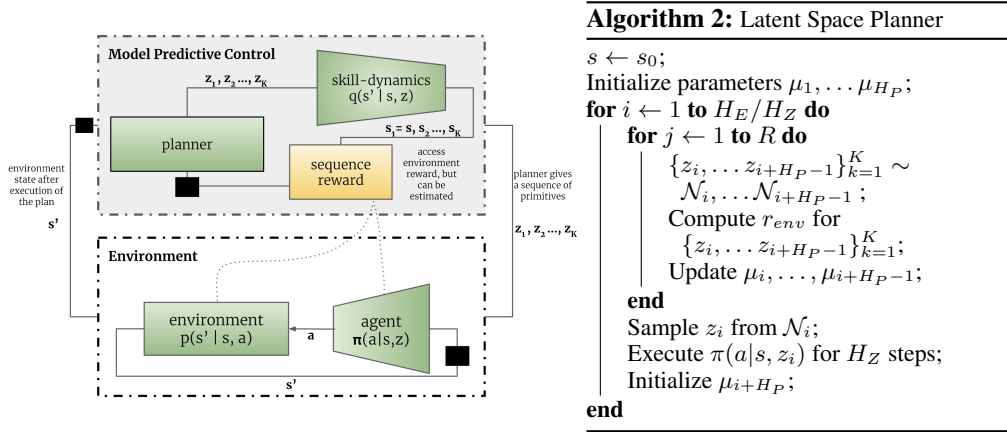 Model Predictive Control
z₁ , z₂ ..., z_K
skill-dynamics
q(s' | s, z)
planner
s₁= s, s₂ ..., s_K
sequence
reward
access
environment
reward, but
can be
estimated
environment
state after
execution of
the plan
s'
planner gives
a sequence of
primitives
z₁ , z₂ ..., z_K
Environment
environment
p(s' | s, a)
a
agent
π(a|s,z)
s'
Algorithm 2: Latent Space Planner
s ← s₀;
Initialize parameters μ₁, … μ_{H_P};
for i ← 1 to H_E/H_Z do
for j ← 1 to R do
{z_i, … z_{i+H_P−1}}_{k=1}^K ∼
𝒩_i, … 𝒩_{i+H_P−1};
Compute r_{env} for
{z_i, … z_{i+H_P−1}}_{k=1}^K;
Update μ_i, …, μ_{i+H_P−1};
end
Sample z_i from 𝒩_i;
Execute π(a|s, z_i) for H_Z steps;
Initialize μ_{i+H_P};
end